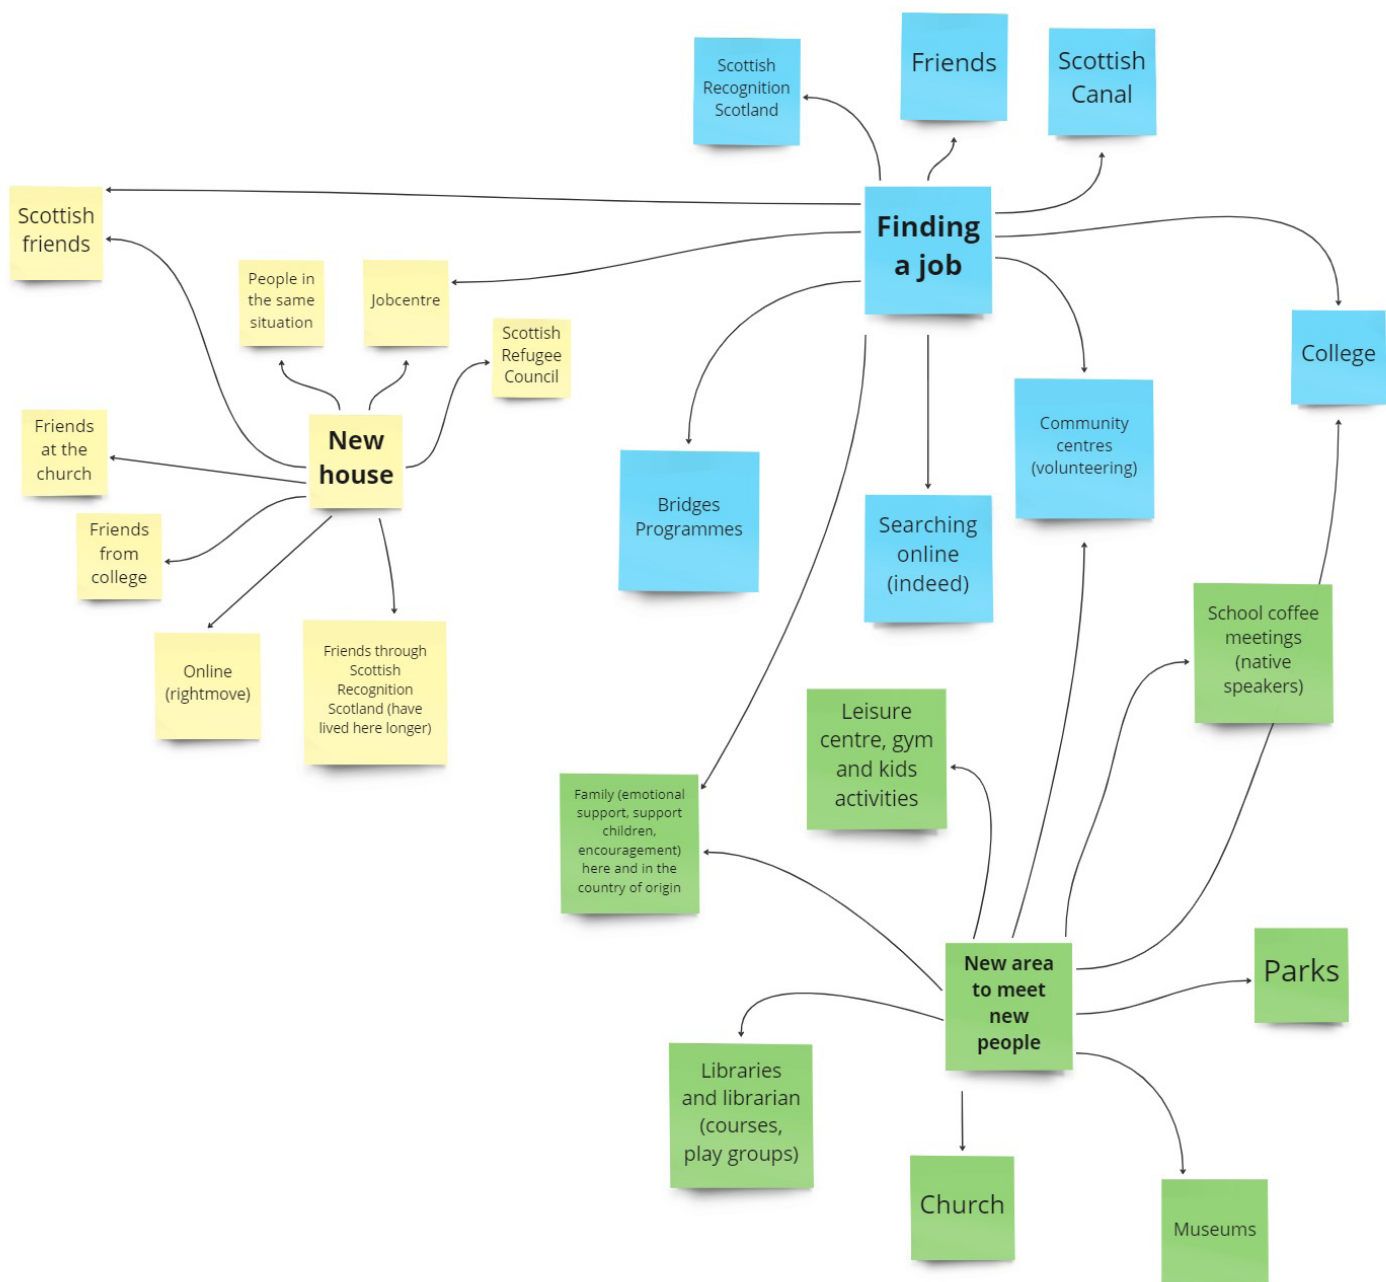 Scottish
Recognition
Scotland
Friends
Scottish
Canal
Finding
a job
Scottish
friends
People in
the same
situation
Jobcentre
Scottish
Refugee
Council
College
New
house
Friends
at the
church
Community
centres
(volunteering)
Bridges
Programmes
Searching
online
(indeed)
Friends
from
college
Online
(rightmove)
Friends through
Scottish
Recognition
Scotland (have
lived here longer)
School coffee
meetings
(native
speakers)
Leisure
centre, gym
and kids
activities
Family (emotional
support, support
children,
encouragement)
here and in the
country of origin
New area
to meet
new
people
Parks
Libraries
and librarian
(courses,
play groups)
Church
Museums